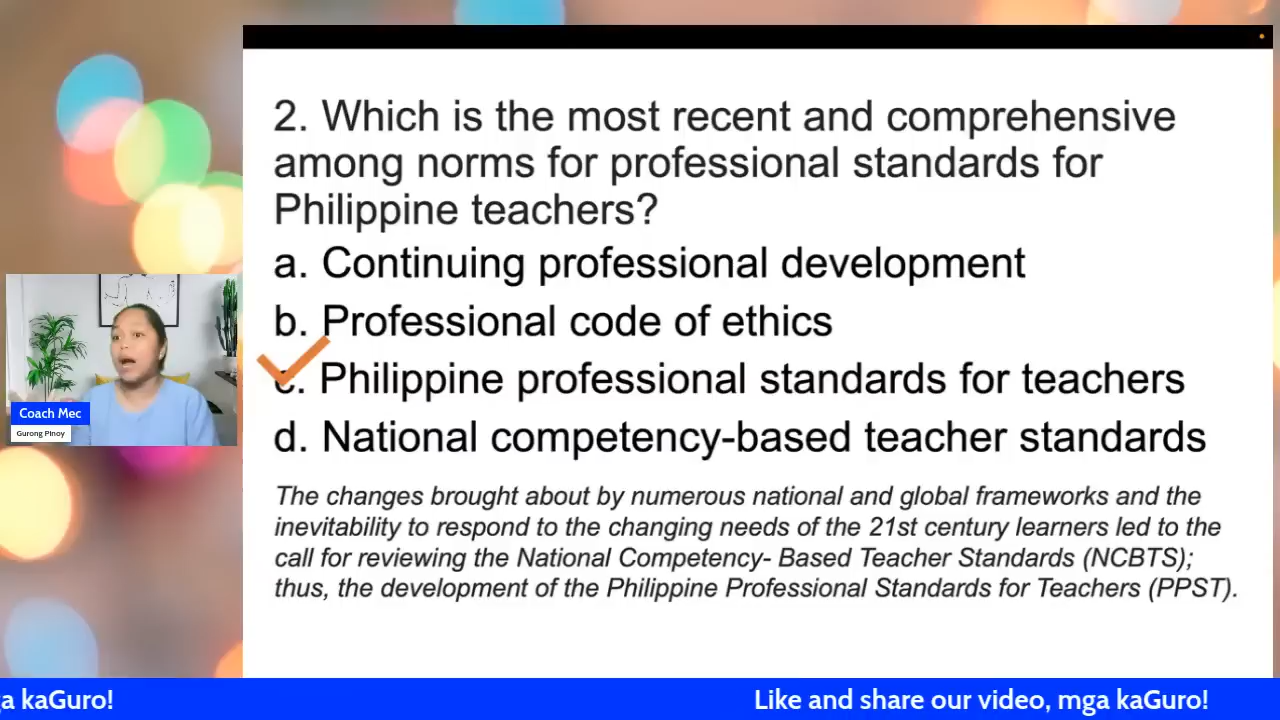 2. Which is the most recent and comprehensive
among norms for professional standards for
Philippine teachers?
a. Continuing professional development
b. Professional code of ethics
c. Philippine professional standards for teachers
d. National competency-based teacher standards
The changes brought about by numerous national and global frameworks and the
inevitability to respond to the changing needs of the 21st century learners led to the
call for reviewing the National Competency- Based Teacher Standards (NCBTS);
thus, the development of the Philippine Professional Standards for Teachers (PPST).
Coach Mec
Gurong Pinoy
ga kaGuro!
Like and share our video, mga kaGuro!